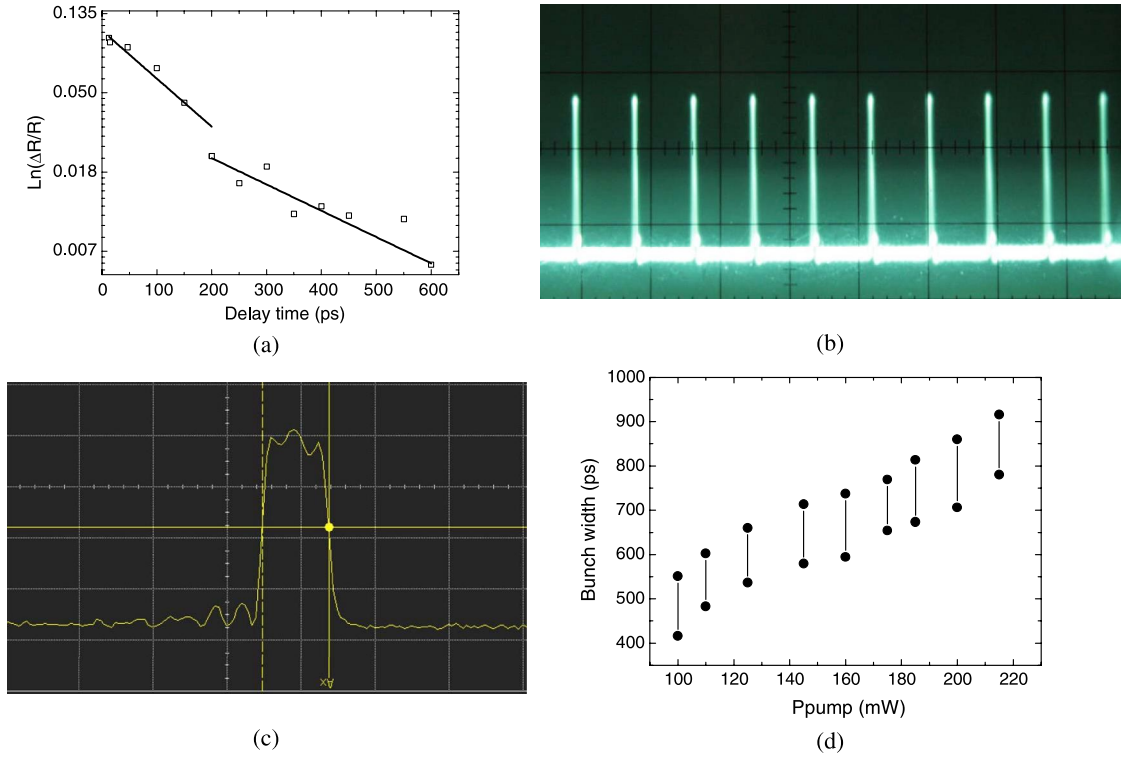 0.135
0.050
0.018
0.007
Ln(ΔR/R)
0 100 200 300 400 500 600
Delay time (ps)
(a)
(b)
(c)
1000
900
800
700
600
500
400
Bunch width (ps)
100 120 140 160 180 200 220
Ppump (mW)
(d)